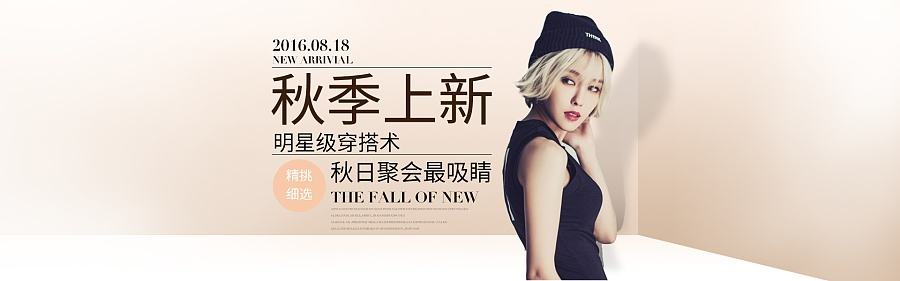 2016.08.18
NEW ARRIVIAL
秋季上新
明星级穿搭术
精挑
细选
秋日聚会最吸睛
THE FALL OF NEW